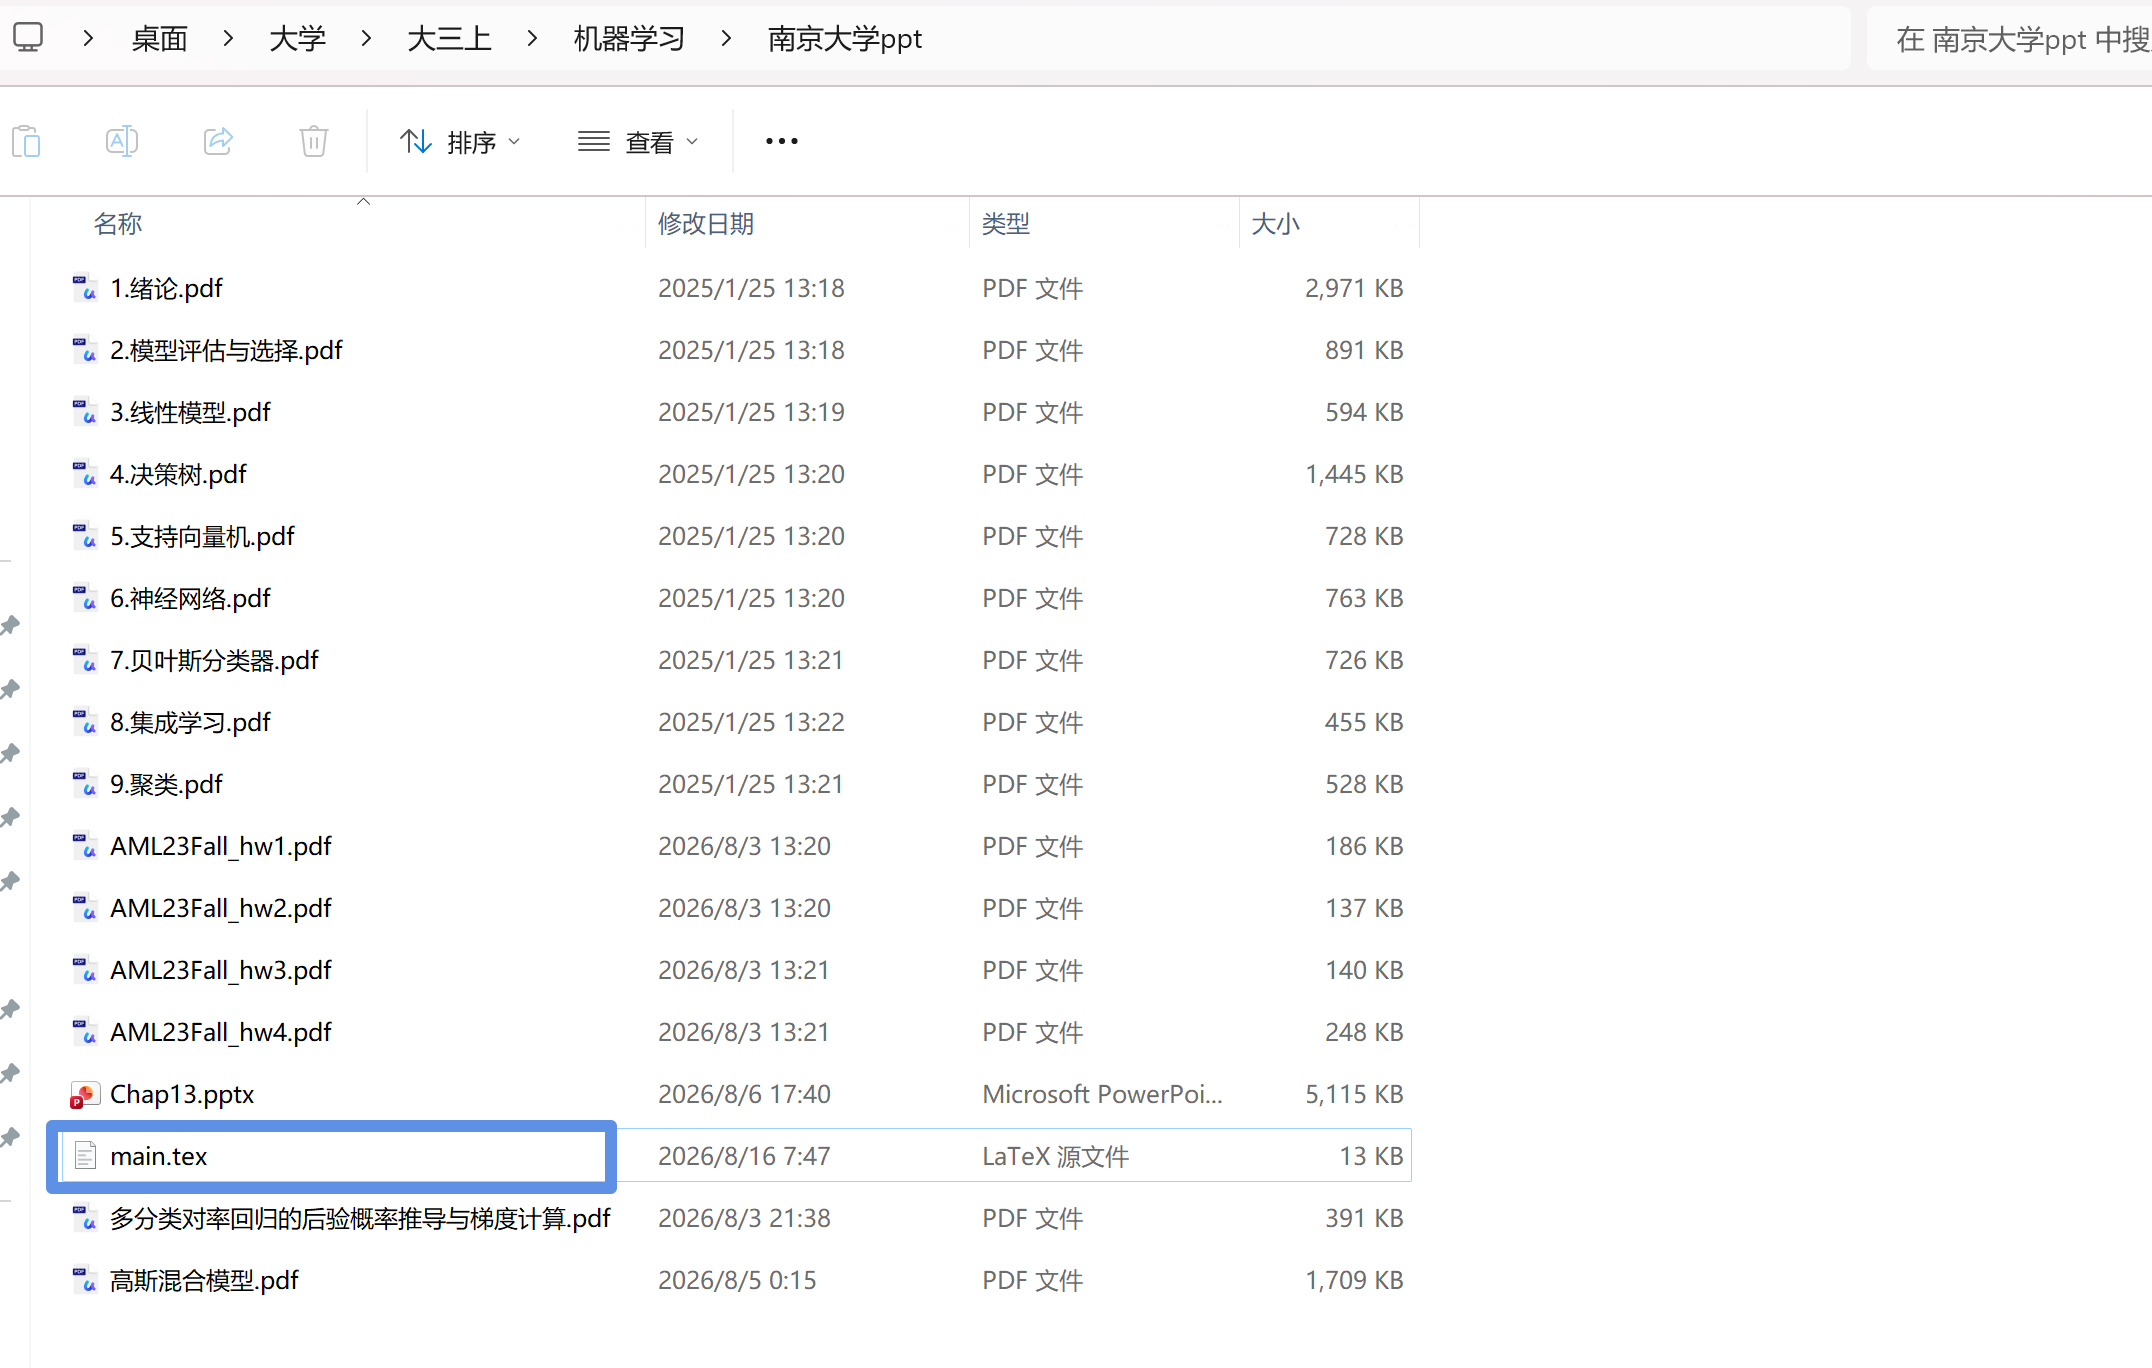 桌面 > 大学 > 大三上 > 机器学习 > 南京大学ppt
在 南京大学ppt 中搜
排序 查看
名称 修改日期 类型 大小
1.绪论.pdf 2025/1/25 13:18 PDF 文件 2,971 KB
2.模型评估与选择.pdf 2025/1/25 13:18 PDF 文件 891 KB
3.线性模型.pdf 2025/1/25 13:19 PDF 文件 594 KB
4.决策树.pdf 2025/1/25 13:20 PDF 文件 1,445 KB
5.支持向量机.pdf 2025/1/25 13:20 PDF 文件 728 KB
6.神经网络.pdf 2025/1/25 13:20 PDF 文件 763 KB
7.贝叶斯分类器.pdf 2025/1/25 13:21 PDF 文件 726 KB
8.集成学习.pdf 2025/1/25 13:22 PDF 文件 455 KB
9.聚类.pdf 2025/1/25 13:21 PDF 文件 528 KB
AML23Fall_hw1.pdf 2026/8/3 13:20 PDF 文件 186 KB
AML23Fall_hw2.pdf 2026/8/3 13:20 PDF 文件 137 KB
AML23Fall_hw3.pdf 2026/8/3 13:21 PDF 文件 140 KB
AML23Fall_hw4.pdf 2026/8/3 13:21 PDF 文件 248 KB
Chap13.pptx 2026/8/6 17:40 Microsoft PowerPoi... 5,115 KB
main.tex 2026/8/16 7:47 LaTeX 源文件 13 KB
多分类对率回归的后验概率推导与梯度计算.pdf 2026/8/3 21:38 PDF 文件 391 KB
高斯混合模型.pdf 2026/8/5 0:15 PDF 文件 1,709 KB